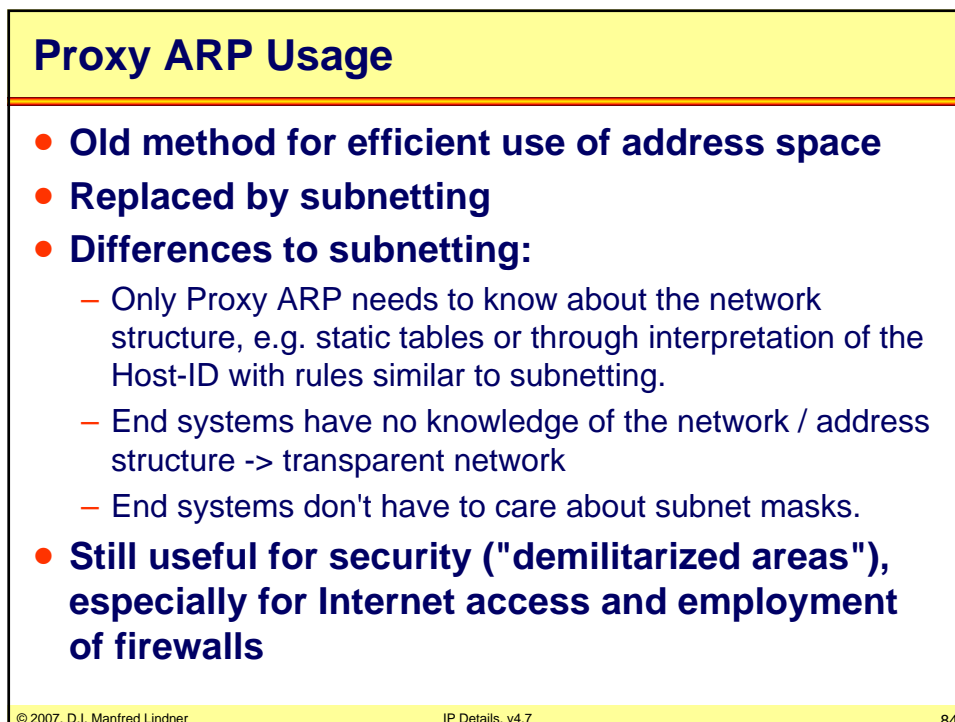 Proxy ARP Usage
• Old method for efficient use of address space
• Replaced by subnetting
• Differences to subnetting:
– Only Proxy ARP needs to know about the network
structure, e.g. static tables or through interpretation of the
Host-ID with rules similar to subnetting.
– End systems have no knowledge of the network / address
structure -> transparent network
– End systems don't have to care about subnet masks.
• Still useful for security ("demilitarized areas"),
especially for Internet access and employment
of firewalls
© 2007, D.I. Manfred Lindner
IP Details, v4.7
84